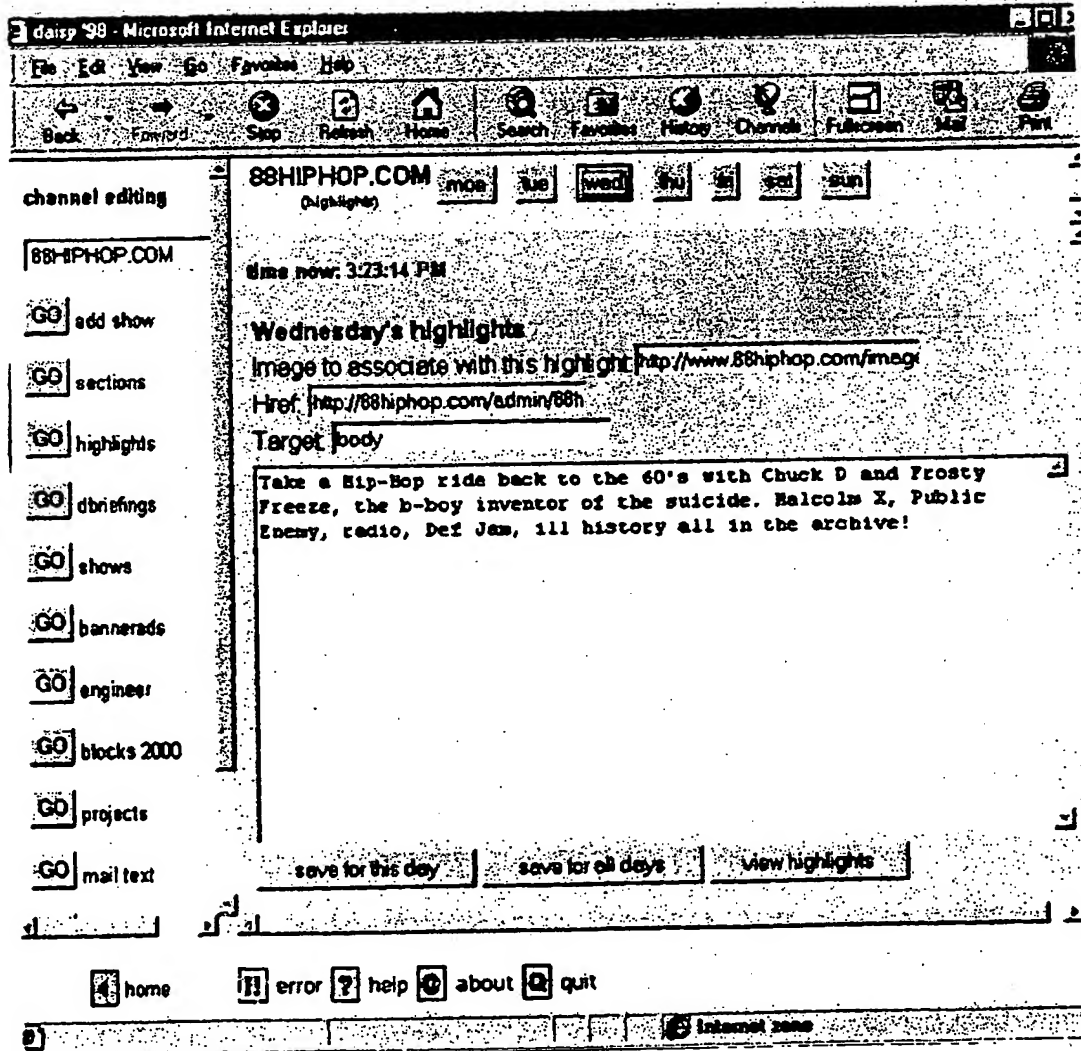 daisy '98 - Microsoft Internet Explorer
File Edit View Go Favorites Help
Back Forward Stop Refresh Home Search Favorites History Channels Fullscreen Mail Print
channel editing
88HIPHOP.COM
GO add show
GO sections
GO highlights
GO dbriefings
GO shows
GO bannerads
GO engineer
GO blocks 2000
GO projects
GO mail text
88HIPHOP.COM mon tue wed thu fri sat sun
(highlights)
time now: 3:23:14 PM
Wednesday's highlights
Image to associate with this highlight http://www.88hiphop.com/image
Href: http://88hiphop.com/admin/88h
Target: body
Take a Hip-Hop ride back to the 60's with Chuck D and Frosty
Freeze, the b-boy inventor of the suicide. Malcolm X, Public
Enemy, radio, Def Jam, ill history all in the archive!
save for this day save for all days view highlights
home !! error ? help © about Q quit
Internet zone